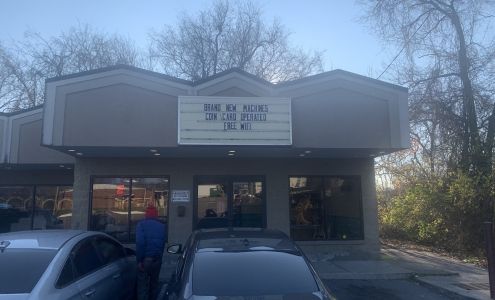 BRAND NEW MACHINES
COIN CARD OPERATED
FREE WIFI